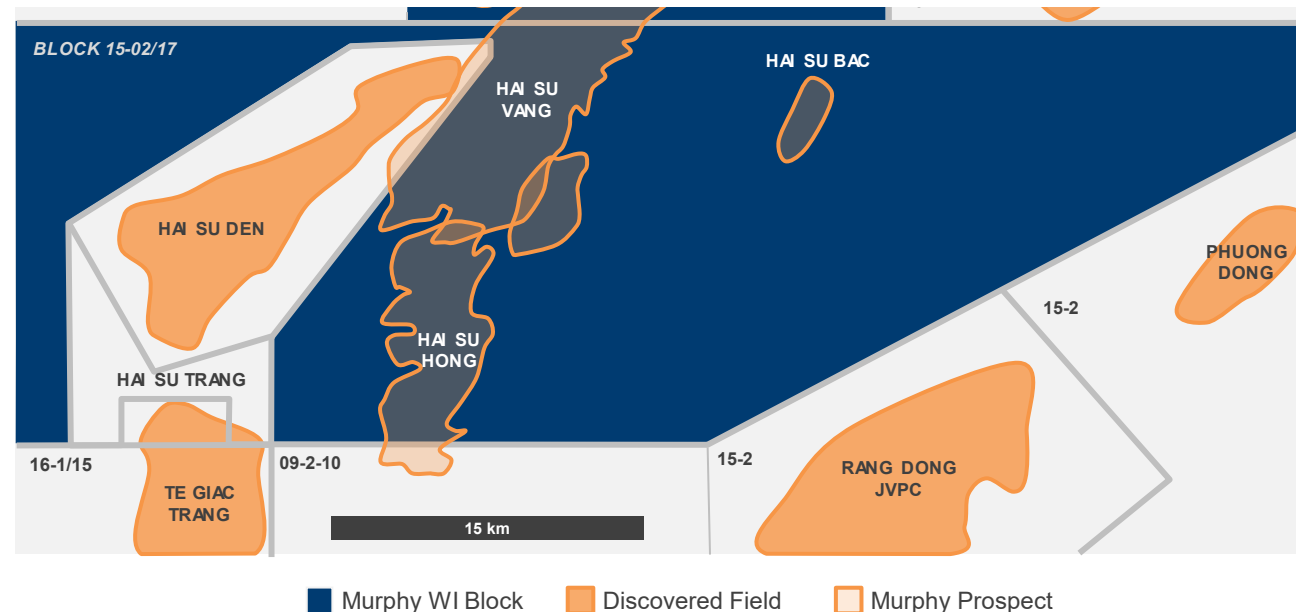 BLOCK 15-02/17
HAI SU BAC
HAI SU
VANG
HAI SU DEN
PHUONG
DONG
15-2
HAI SU
HONG
HAI SU TRANG
16-1/15
09-2-10
15-2
RANG DONG
JVPC
TE GIAC
TRANG
15 km
Murphy WI Block
Discovered Field
Murphy Prospect